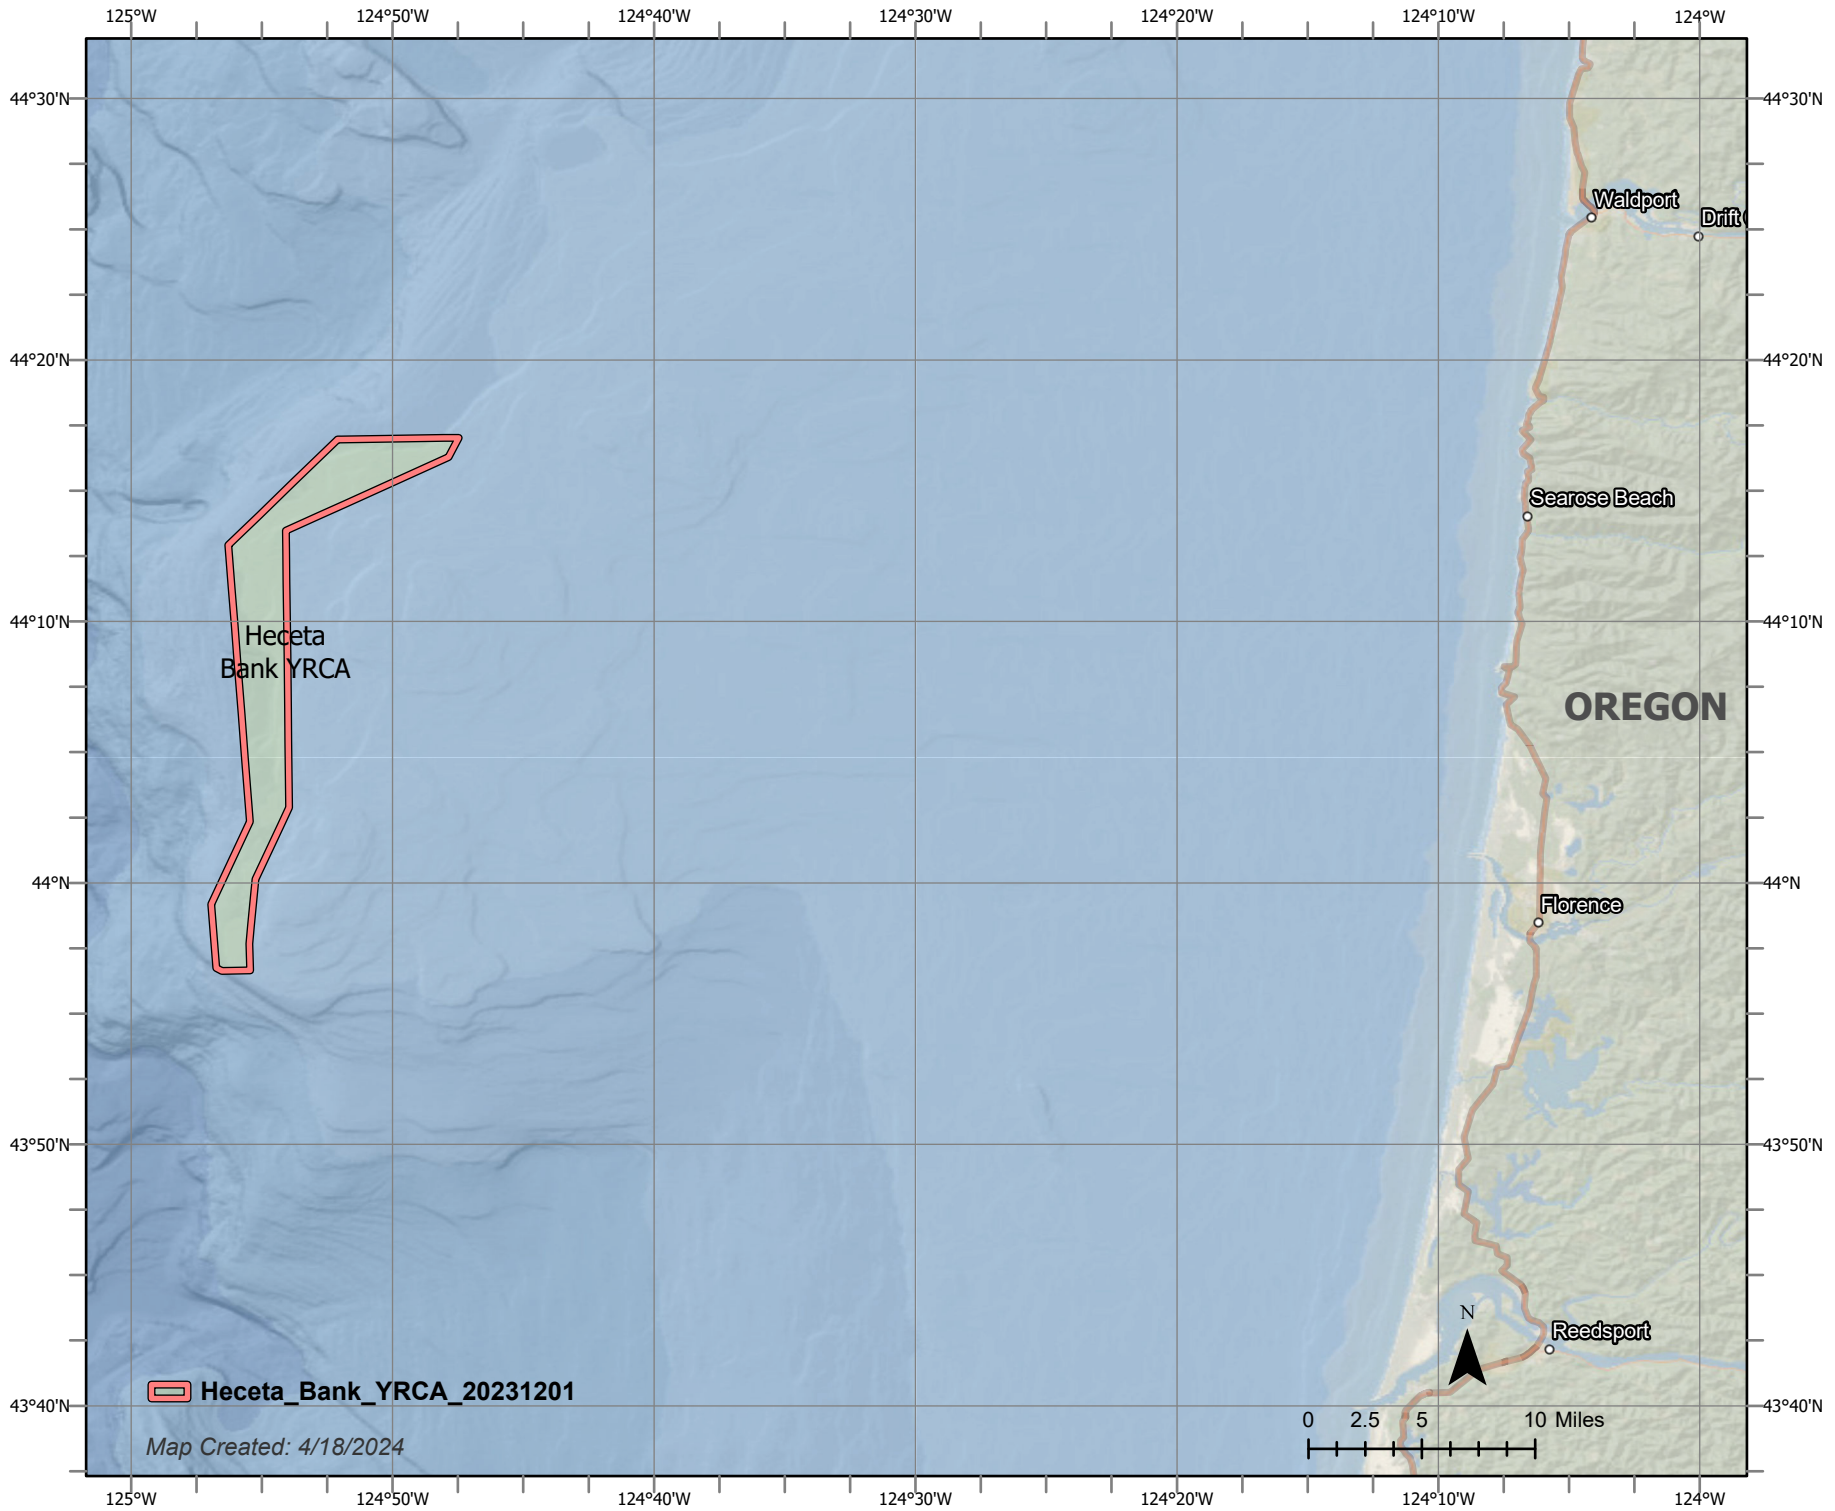 125°W 124°50'W 124°40'W 124°30'W 124°20'W 124°10'W 124°W
44°30'N 44°30'N
Waldport
Drift
44°20'N 44°20'N
Searose Beach
44°10'N 44°10'N
Heceta
Bank YRCA
OREGON
44°N 44°N
Florence
43°50'N 43°50'N
N
Reedsport
Heceta_Bank_YRCA_20231201
43°40'N 43°40'N
0 2.5 5 10 Miles
Map Created: 4/18/2024
125°W 124°50'W 124°40'W 124°30'W 124°20'W 124°10'W 124°W